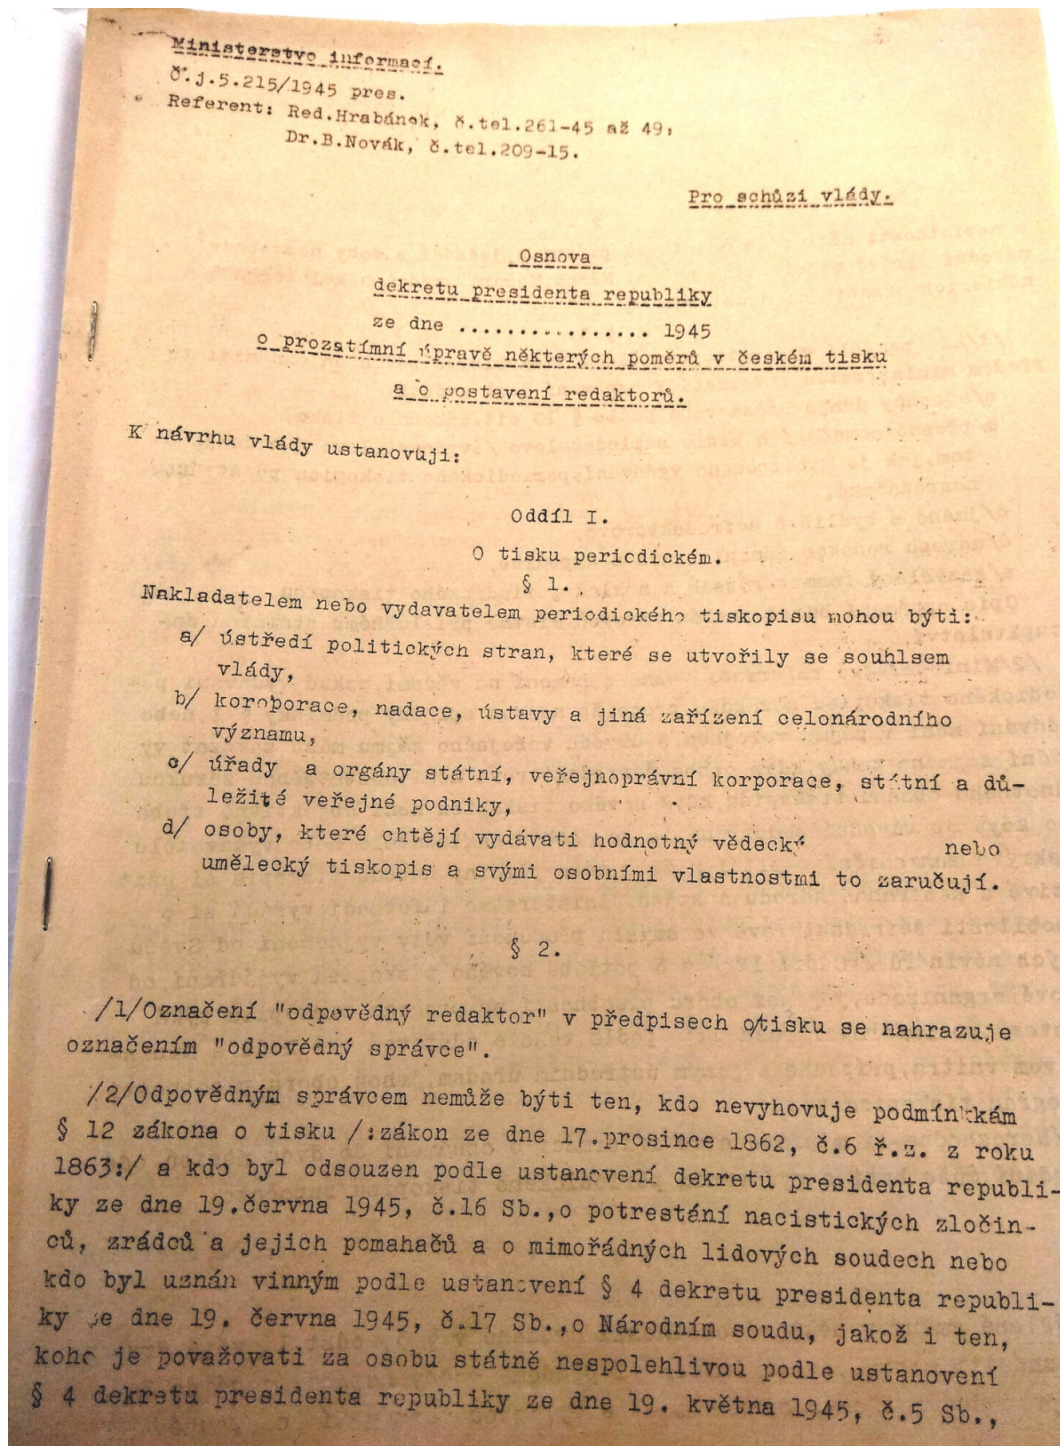 Ministerstvo informací.
Č.j.5.215/1945 pres.
Referent: Red.Hrabánek, č.tel.261-45 až 49,
Dr.B.Novák, č.tel.209-15.
Pro schůzi vlády.
Osnova
dekretu presidenta republiky
ze dne ................ 1945
o prozatímní úpravě některých poměrů v českém tisku
a o postavení redaktorů.
K návrhu vlády ustanovuji:
Oddíl I.
O tisku periodickém.
§ 1.
Nakladatelem nebo vydavatelem periodického tiskopisu mohou býti:
a/ ústředí politických stran, které se utvořily se souhlsem
vlády,
b/ koroporace, nadace, ústavy a jiná zařízení celonárodního
významu,
c/ úřady a orgány státní, veřejnoprávní korporace, státní a dů-
ležité veřejné podniky,
d/ osoby, které chtějí vydávati hodnotný vědecký nebo
umělecký tiskopis a svými osobními vlastnostmi to zaručují.
§ 2.
/1/Označení "odpovědný redaktor" v předpisech o/tisku se nahrazuje
označením "odpovědný správce".
/2/Odpovědným správcem nemůže býti ten, kdo nevyhovuje podmínkkám
§ 12 zákona o tisku /:zákon ze dne 17.prosince 1862, č.6 ř.z. z roku
1863:/ a kdo byl odsouzen podle ustanovení dekretu presidenta republi-
ky ze dne 19.června 1945, č.16 Sb.,o potrestání nacistických zločin-
ců, zrádců a jejich pomahačů a o mimořádných lidových soudech nebo
kdo byl uznán vinným podle ustanovení § 4 dekretu presidenta republi-
ky ze dne 19. června 1945, č.17 Sb.,o Národním soudu, jakož i ten,
koho je považovati za osobu státně nespolehlivou podle ustanovení
§ 4 dekretu presidenta republiky ze dne 19. května 1945, č.5 Sb.,